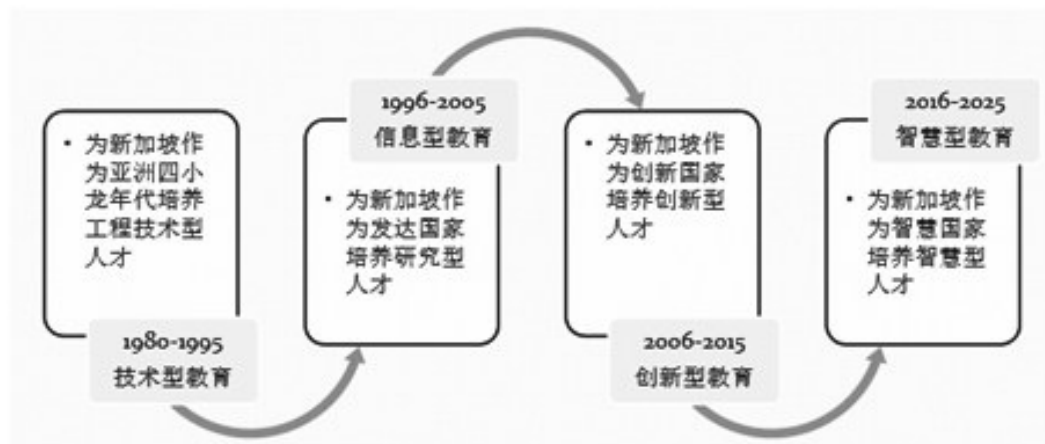 • 为新加坡作
为亚洲四小
龙年代培养
工程技术型
人才
1980-1995
技术型教育
1996-2005
信息型教育
• 为新加坡作
为发达国家
培养研究型
人才
• 为新加坡作
为创新国家
培养创新型
人才
2006-2015
创新型教育
2016-2025
智慧型教育
• 为新加坡作
为智慧国家
培养智慧型
人才